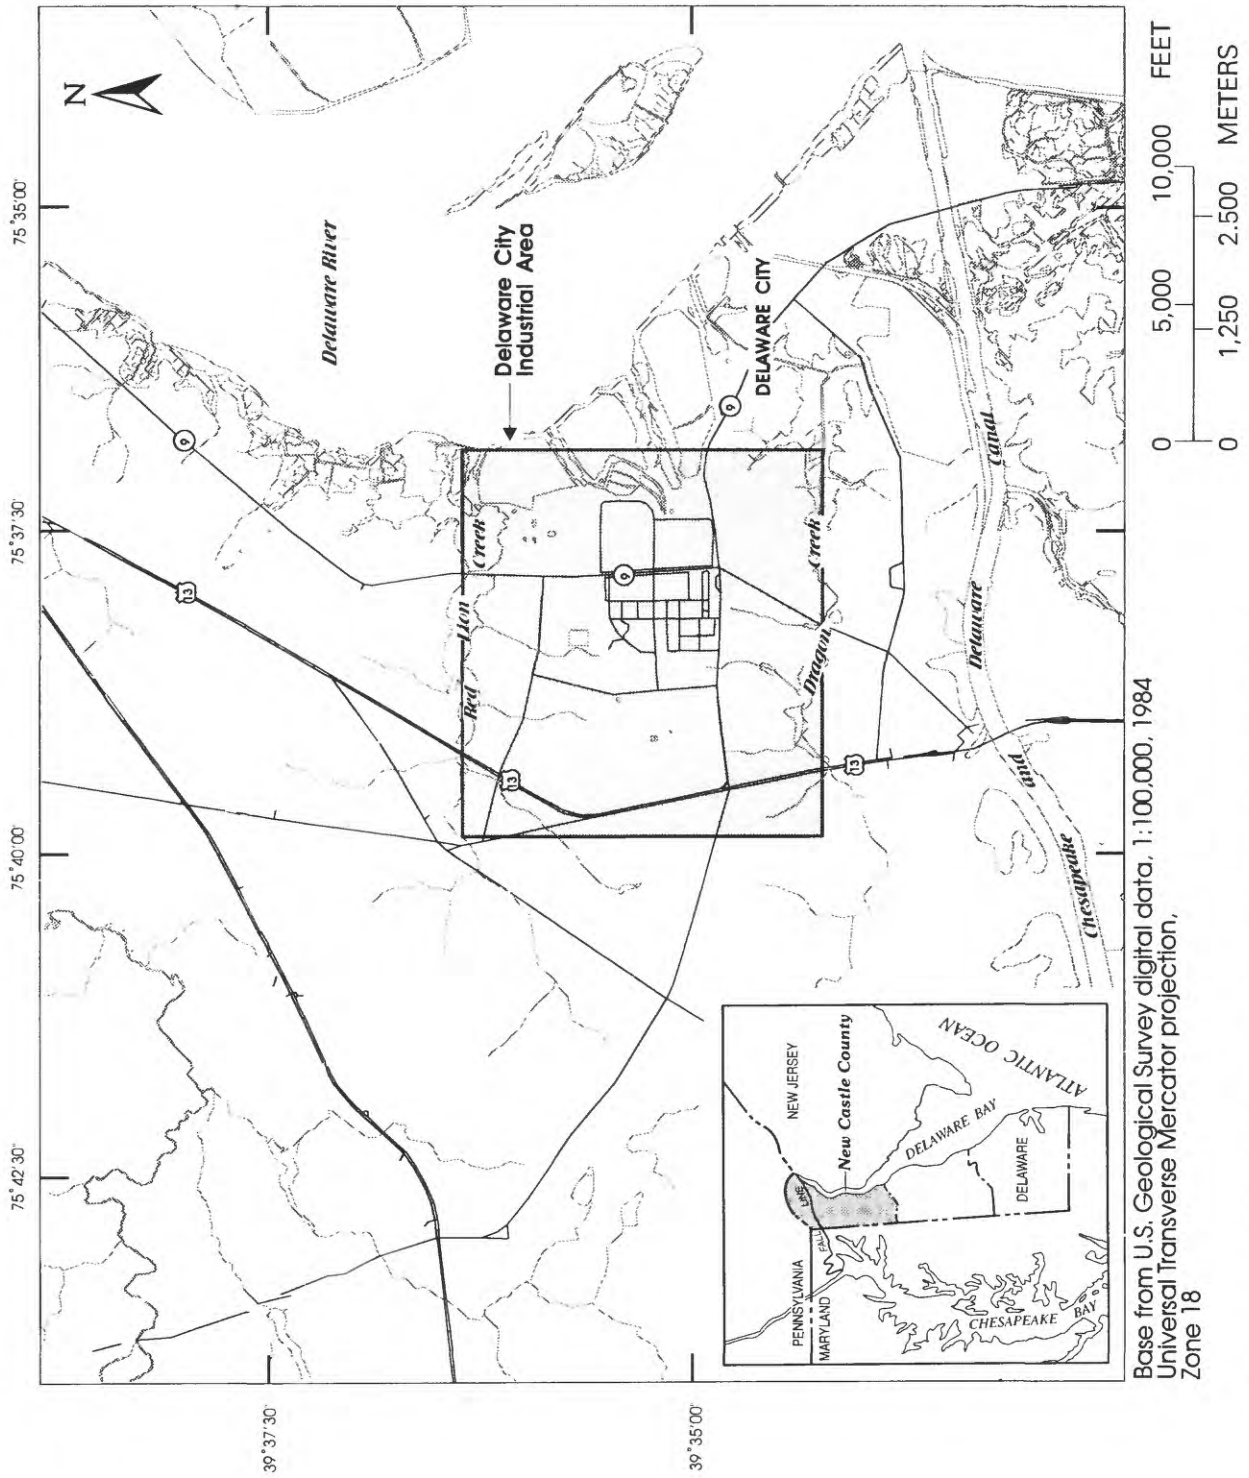 75°42'30"
75°40'00"
75°37'30"
75°35'00"
39°37'30"
39°35'00"
N
Delaware River
Delaware City
Industrial Area
9
13
Red Lion Creek
13
9
9
DELAWARE CITY
Dragon Creek
13
Chesapeake and Delaware Canal
PENNSYLVANIA
MARYLAND
NEW JERSEY
FALL LINE
New Castle County
DELAWARE BAY
DELAWARE
CHESAPEAKE BAY
ATLANTIC OCEAN
Base from U.S. Geological Survey digital data, 1:100,000, 1984
Universal Transverse Mercator projection,
Zone 18
0 5,000 10,000 FEET
0 1,250 2.500 METERS